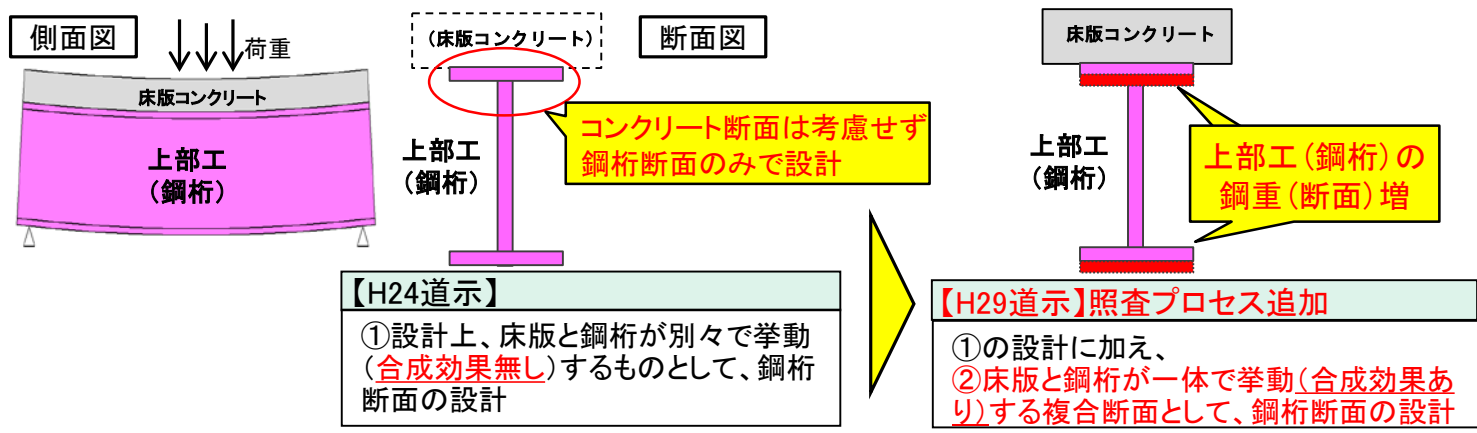 側面図
荷重
床版コンクリート
上部工
(鋼桁)
(床版コンクリート)
断面図
上部工
(鋼桁)
コンクリート断面は考慮せず
鋼桁断面のみで設計
【H24道示】
①設計上、床版と鋼桁が別々で挙動
(合成効果無し)するものとして、鋼桁
断面の設計
床版コンクリート
上部工
(鋼桁)
上部工(鋼桁)の
鋼重(断面)増
【H29道示】照査プロセス追加
①の設計に加え、
②床版と鋼桁が一体で挙動(合成効果あ
り)する複合断面として、鋼桁断面の設計